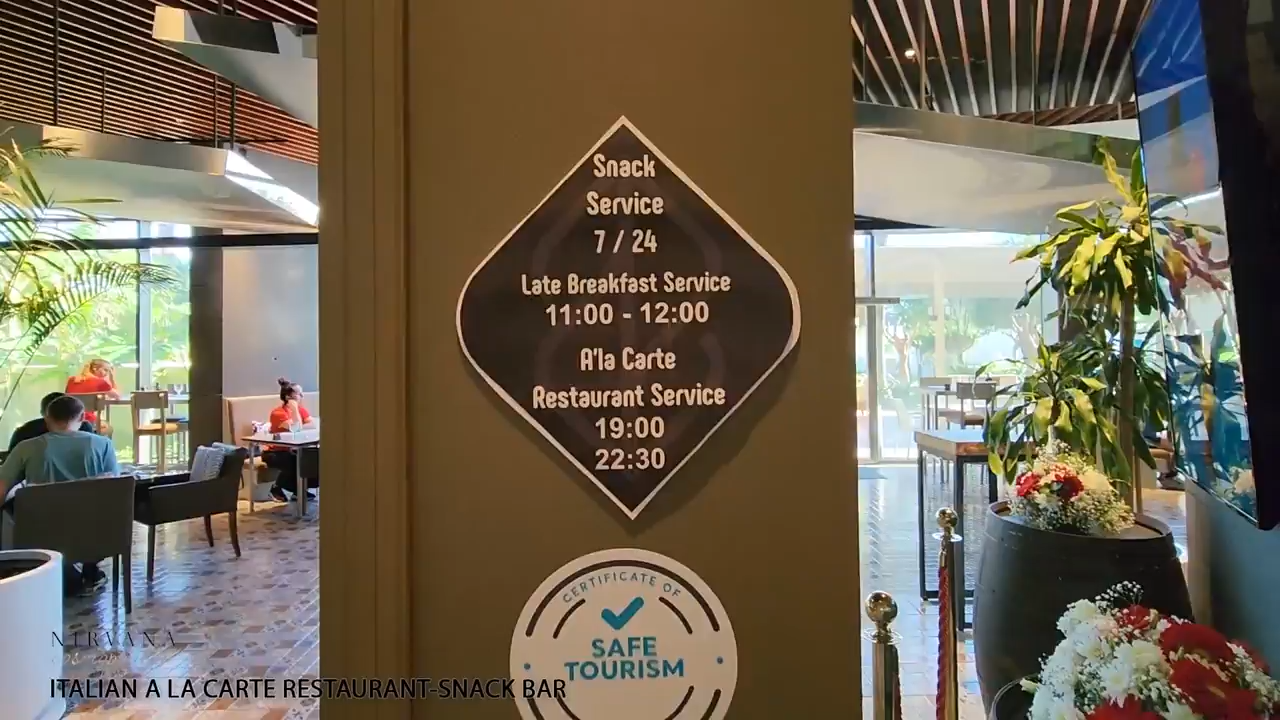 Snack
Service
7 / 24
Late Breakfast Service
11:00 - 12:00
A'la Carte
Restaurant Service
19:00
22:30
CERTIFICATE OF
SAFE
TOURISM
NIRVANA
ITALIAN A LA CARTE RESTAURANT-SNACK BAR